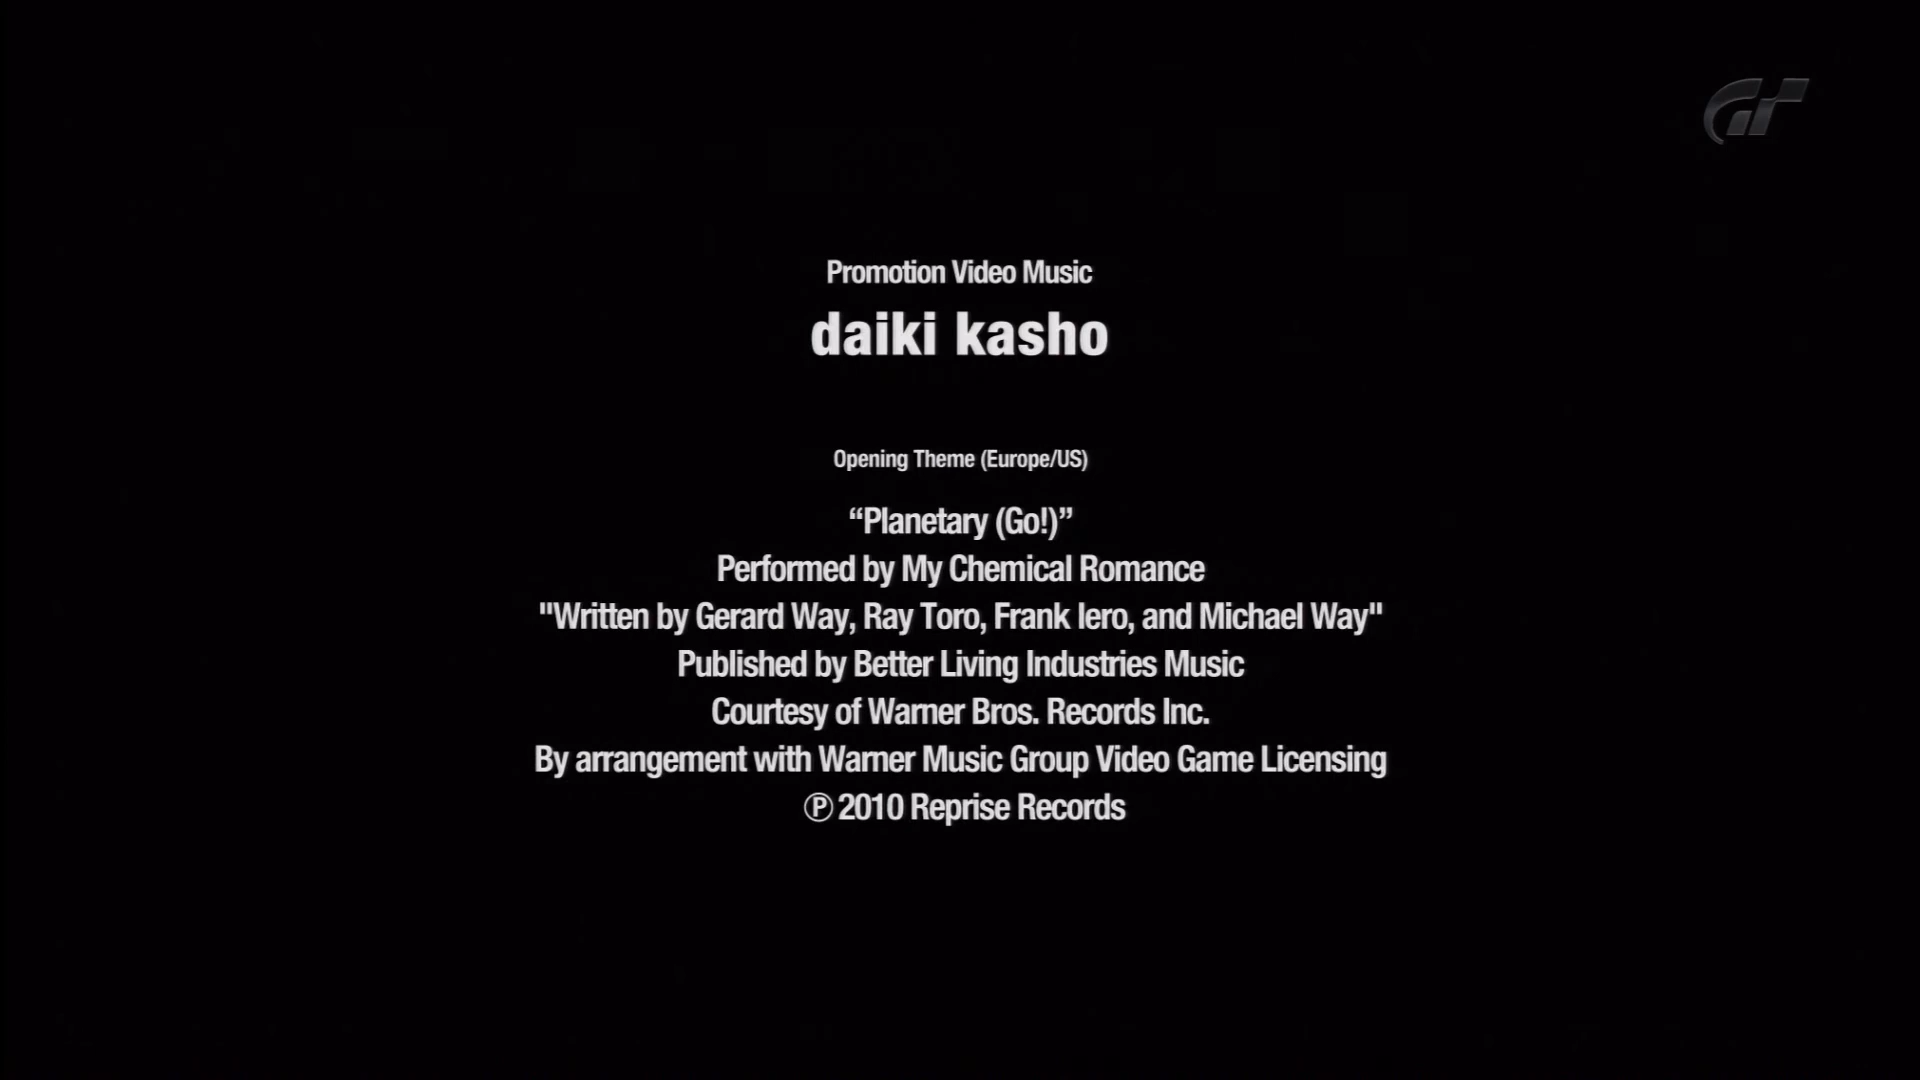 Promotion Video Music
daiki kasho
Opening Theme (Europe/US)
“Planetary (Go!)”
Performed by My Chemical Romance
"Written by Gerard Way, Ray Toro, Frank Iero, and Michael Way"
Published by Better Living Industries Music
Courtesy of Warner Bros. Records Inc.
By arrangement with Warner Music Group Video Game Licensing
℗ 2010 Reprise Records
GT